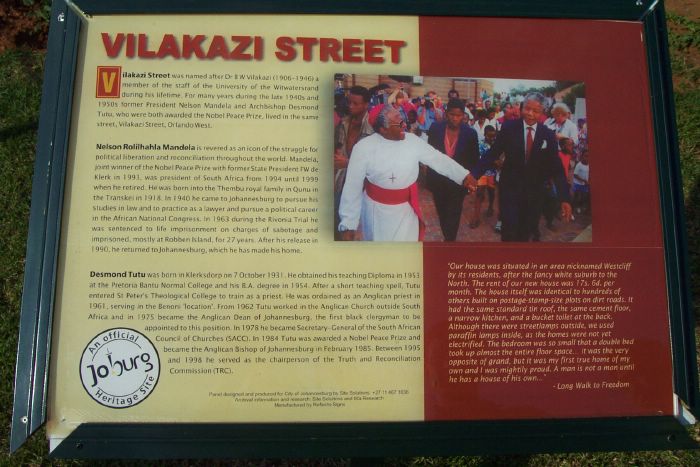 VILAKAZI STREET
Vilakazi Street was named after Dr B W Vilakazi (1906-1946) a
member of the staff of the University of the Witwatersrand
during his lifetime. For many years during the late 1940s and
1950s former President Nelson Mandela and Archbishop Desmond
Tutu, who were both awarded the Nobel Peace Prize, lived in the same
street, Vilakazi Street, Orlando West.
Nelson Rolilhahla Mandela is revered as an icon of the struggle for
political liberation and reconciliation throughout the world. Mandela,
joint winner of the Nobel Peace Prize with former State President FW de
Klerk in 1993, was president of South Africa from 1994 until 1999
when he retired. He was born into the Thembu royal family in Qunu in
the Transkei in 1918. In 1940 he came to Johannesburg to pursue his
studies in law and to practice as a lawyer and pursue a political career
in the African National Congress. In 1963 during the Rivonia Trial he
was sentenced to life imprisonment on charges of sabotage and
imprisoned, mostly at Robben Island, for 27 years. After his release in
1990, he returned to Johannesburg, which he has made his home.
Desmond Tutu was born in Klerksdorp on 7 October 1931. He obtained his teaching Diploma in 1953
at the Pretoria Bantu Normal College and his B.A. degree in 1954. After a short teaching spell, Tutu
entered St Peter's Theological College to train as a priest. He was ordained as an Anglican priest in
1961, serving in the Benoni 'location'. From 1962 Tutu worked in the Anglican Church outside South
Africa and in 1975 became the Anglican Dean of Johannesburg, the first black clergyman to be
appointed to this position. In 1978 he became Secretary-General of the South African
Council of Churches (SACC). In 1984 Tutu was awarded a Nobel Peace Prize and
became the Anglican Bishop of Johannesburg in February 1985. Between 1995
and 1998 he served as the chairperson of the Truth and Reconciliation
Commission (TRC).
An official
Joburg
Heritage Site
Panel designed and produced for City of Johannesburg by Site Solutions
Archival information and research: Site Solutions and
Manufactured by Reflecto Signs
"Our house was situated in an area nicknamed Westcliff
by its residents, after the fancy white suburb to the
North. The rent of our new house was 17s. 6d. per
month. The house itself was identical to hundreds of
others built on postage-stamp-size plots on dirt roads. It
had the same standard tin roof, the same cement floor,
a narrow kitchen, and a bucket toilet at the back.
Although there were streetlamps outside, we used
paraffin lamps inside, as the homes were not yet
electrified. The bedroom was so small that a double bed
took up almost the entire floor space... it was the very
opposite of grand, but it was my first true home of my
own and I was mightily proud. A man is not a man until
he has a house of his own..."
- Long Walk to Freedom